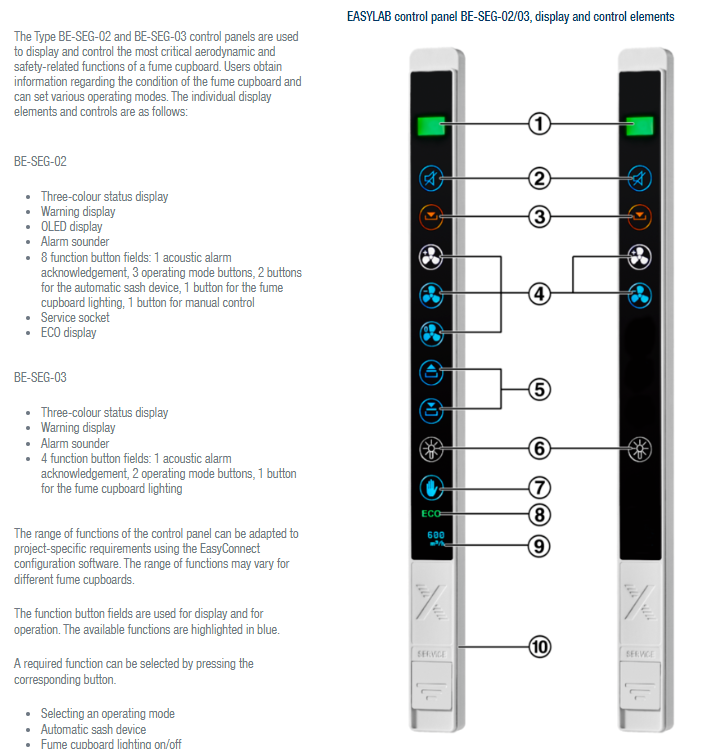 EASYLAB control panel BE-SEG-02/03, display and control elements
The Type BE-SEG-02 and BE-SEG-03 control panels are used
to display and control the most critical aerodynamic and
safety-related functions of a fume cupboard. Users obtain
information regarding the condition of the fume cupboard and
can set various operating modes. The individual display
elements and controls are as follows:
BE-SEG-02
• Three-colour status display
• Warning display
• OLED display
• Alarm sounder
• 8 function button fields: 1 acoustic alarm
acknowledgement, 3 operating mode buttons, 2 buttons
for the automatic sash device, 1 button for the fume
cupboard lighting, 1 button for manual control
• Service socket
• ECO display
BE-SEG-03
• Three-colour status display
• Warning display
• Alarm sounder
• 4 function button fields: 1 acoustic alarm
acknowledgement, 2 operating mode buttons, 1 button
for the fume cupboard lighting
The range of functions of the control panel can be adapted to
project-specific requirements using the EasyConnect
configuration software. The range of functions may vary for
different fume cupboards.
The function button fields are used for display and for
operation. The available functions are highlighted in blue.
A required function can be selected by pressing the
corresponding button.
• Selecting an operating mode
• Automatic sash device
• Fume cupboard lighting on/off
1
2
3
4
5
6
7
ECO
8
600
9
10
SERVICE
SERVICE